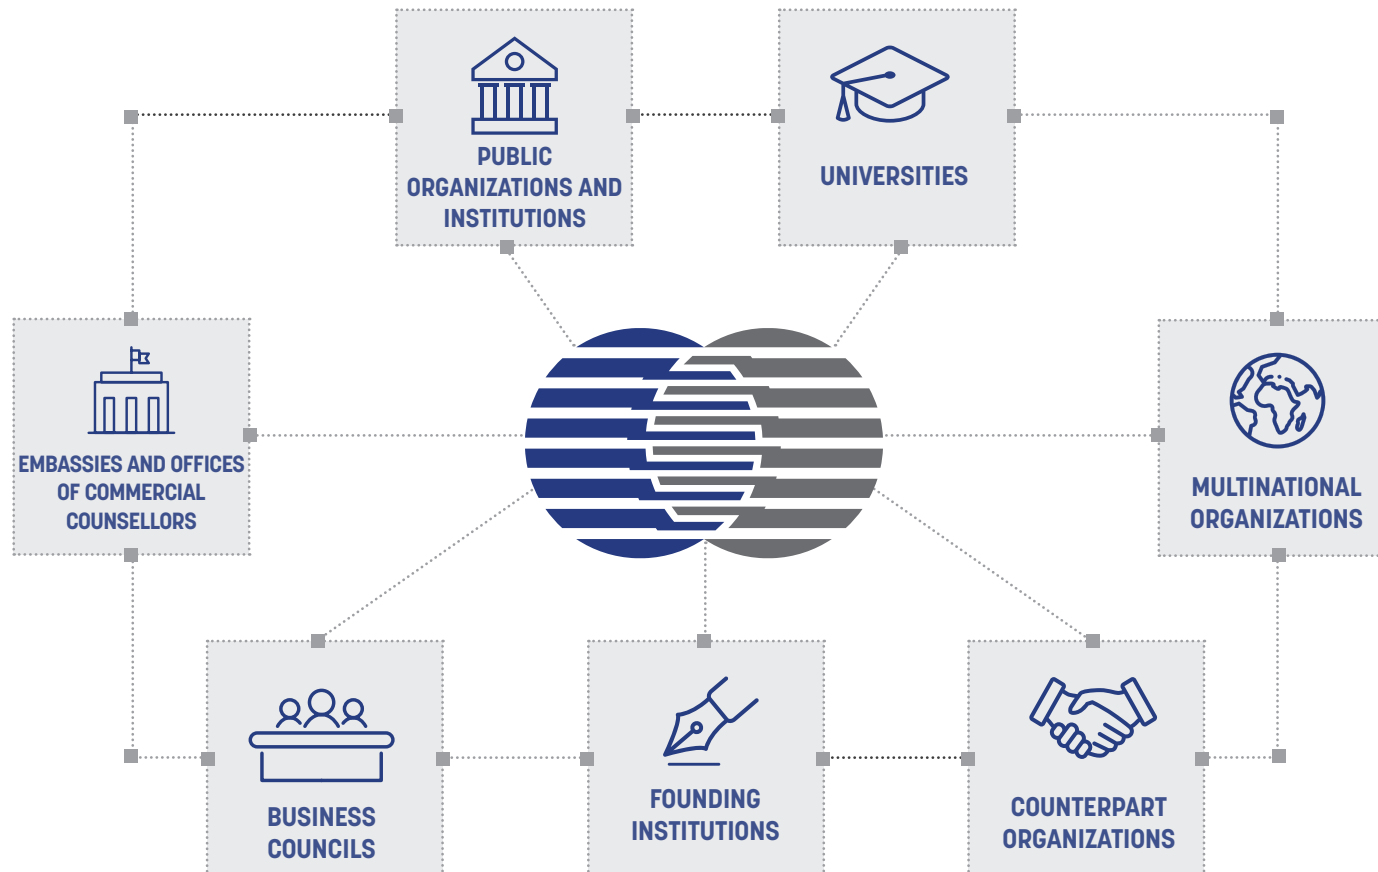 PUBLIC
ORGANIZATIONS AND
INSTITUTIONS
UNIVERSITIES
EMBASSIES AND OFFICES
OF COMMERCIAL
COUNSELLORS
MULTINATIONAL
ORGANIZATIONS
BUSINESS
COUNCILS
FOUNDING
INSTITUTIONS
COUNTERPART
ORGANIZATIONS